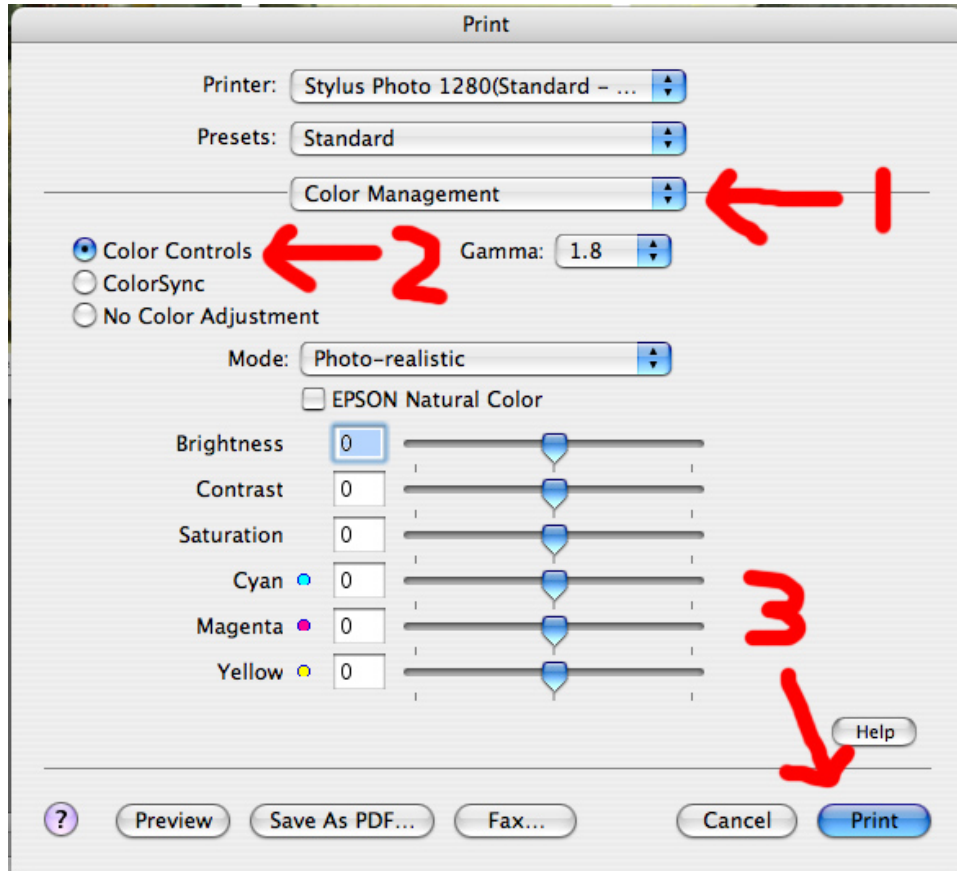 Print
Printer: Stylus Photo 1280(Standard – ...
Presets: Standard
Color Management 1
Color Controls 2 Gamma: 1.8
ColorSync
No Color Adjustment
Mode: Photo-realistic
EPSON Natural Color
Brightness 0
Contrast 0
Saturation 0
Cyan 0
Magenta 0
Yellow 0
3
Help
? Preview Save As PDF... Fax... Cancel Print